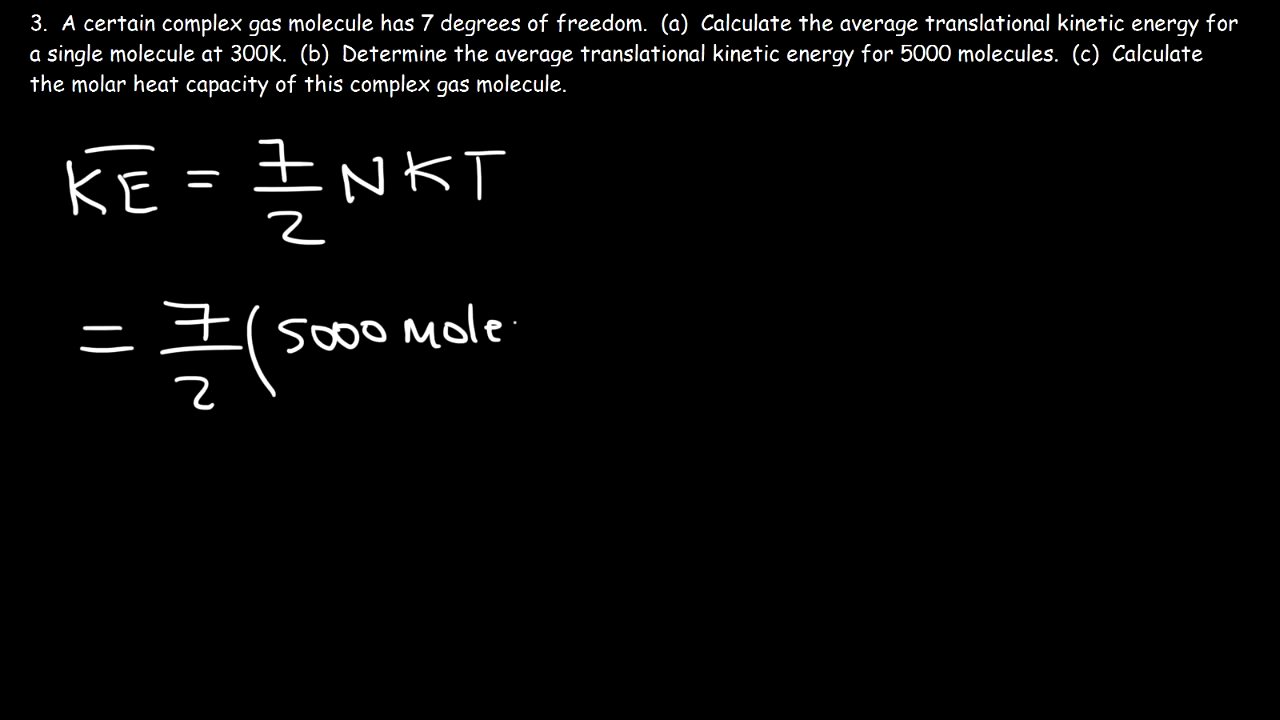 3. A certain complex gas molecule has 7 degrees of freedom. (a) Calculate the average translational kinetic energy for
a single molecule at 300K. (b) Determine the average translational kinetic energy for 5000 molecules. (c) Calculate
the molar heat capacity of this complex gas molecule.
K̅E̅ = 7/2 NKT
= 7/2 (5000 mole